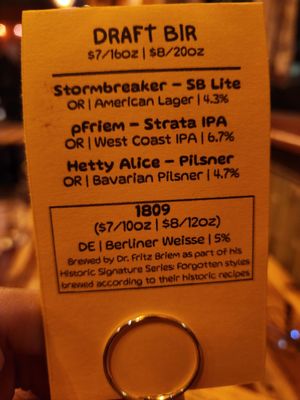 DRAFT BIR
$7/16oz | $8/20oz
Stormbreaker – SB Lite
OR | American Lager | 4.3%
pFriem – Strata IPA
OR | West Coast IPA | 6.7%
Hetty Alice – Pilsner
OR | Bavarian Pilsner | 4.7%
1809
($7/10oz | $8/12oz)
DE | Berliner Weisse | 5%
Brewed by Dr. Fritz Briem as part of his
Historic Signature Series: Forgotten styles
brewed according to their historic recipes